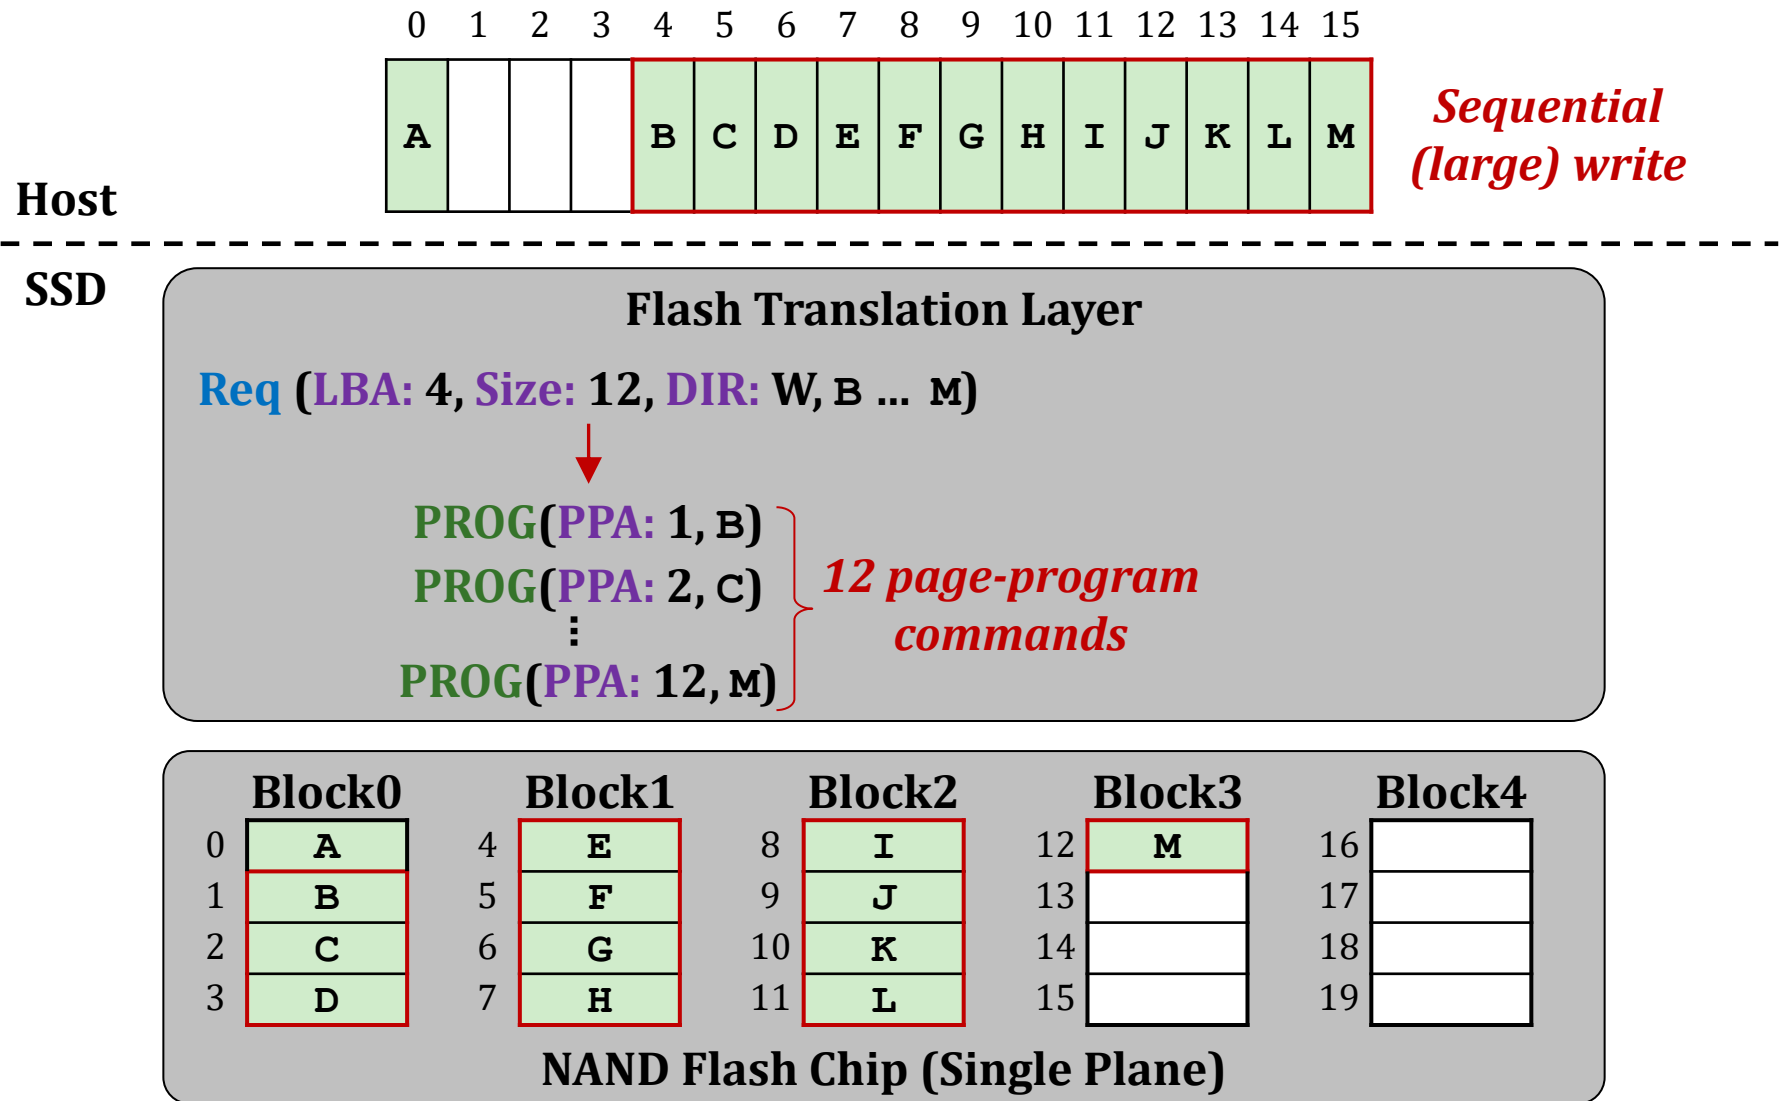 0 1 2 3 4 5 6 7 8 9 10 11 12 13 14 15
A B C D E F G H I J K L M
Sequential
(large) write
Host
SSD
Flash Translation Layer
Req (LBA: 4, Size: 12, DIR: W, B ... M)
PROG(PPA: 1, B)
PROG(PPA: 2, C)
⋮
PROG(PPA: 12, M)
12 page-program
commands
Block0 Block1 Block2 Block3 Block4
0 A 4 E 8 I 12 M 16
1 B 5 F 9 J 13 17
2 C 6 G 10 K 14 18
3 D 7 H 11 L 15 19
NAND Flash Chip (Single Plane)